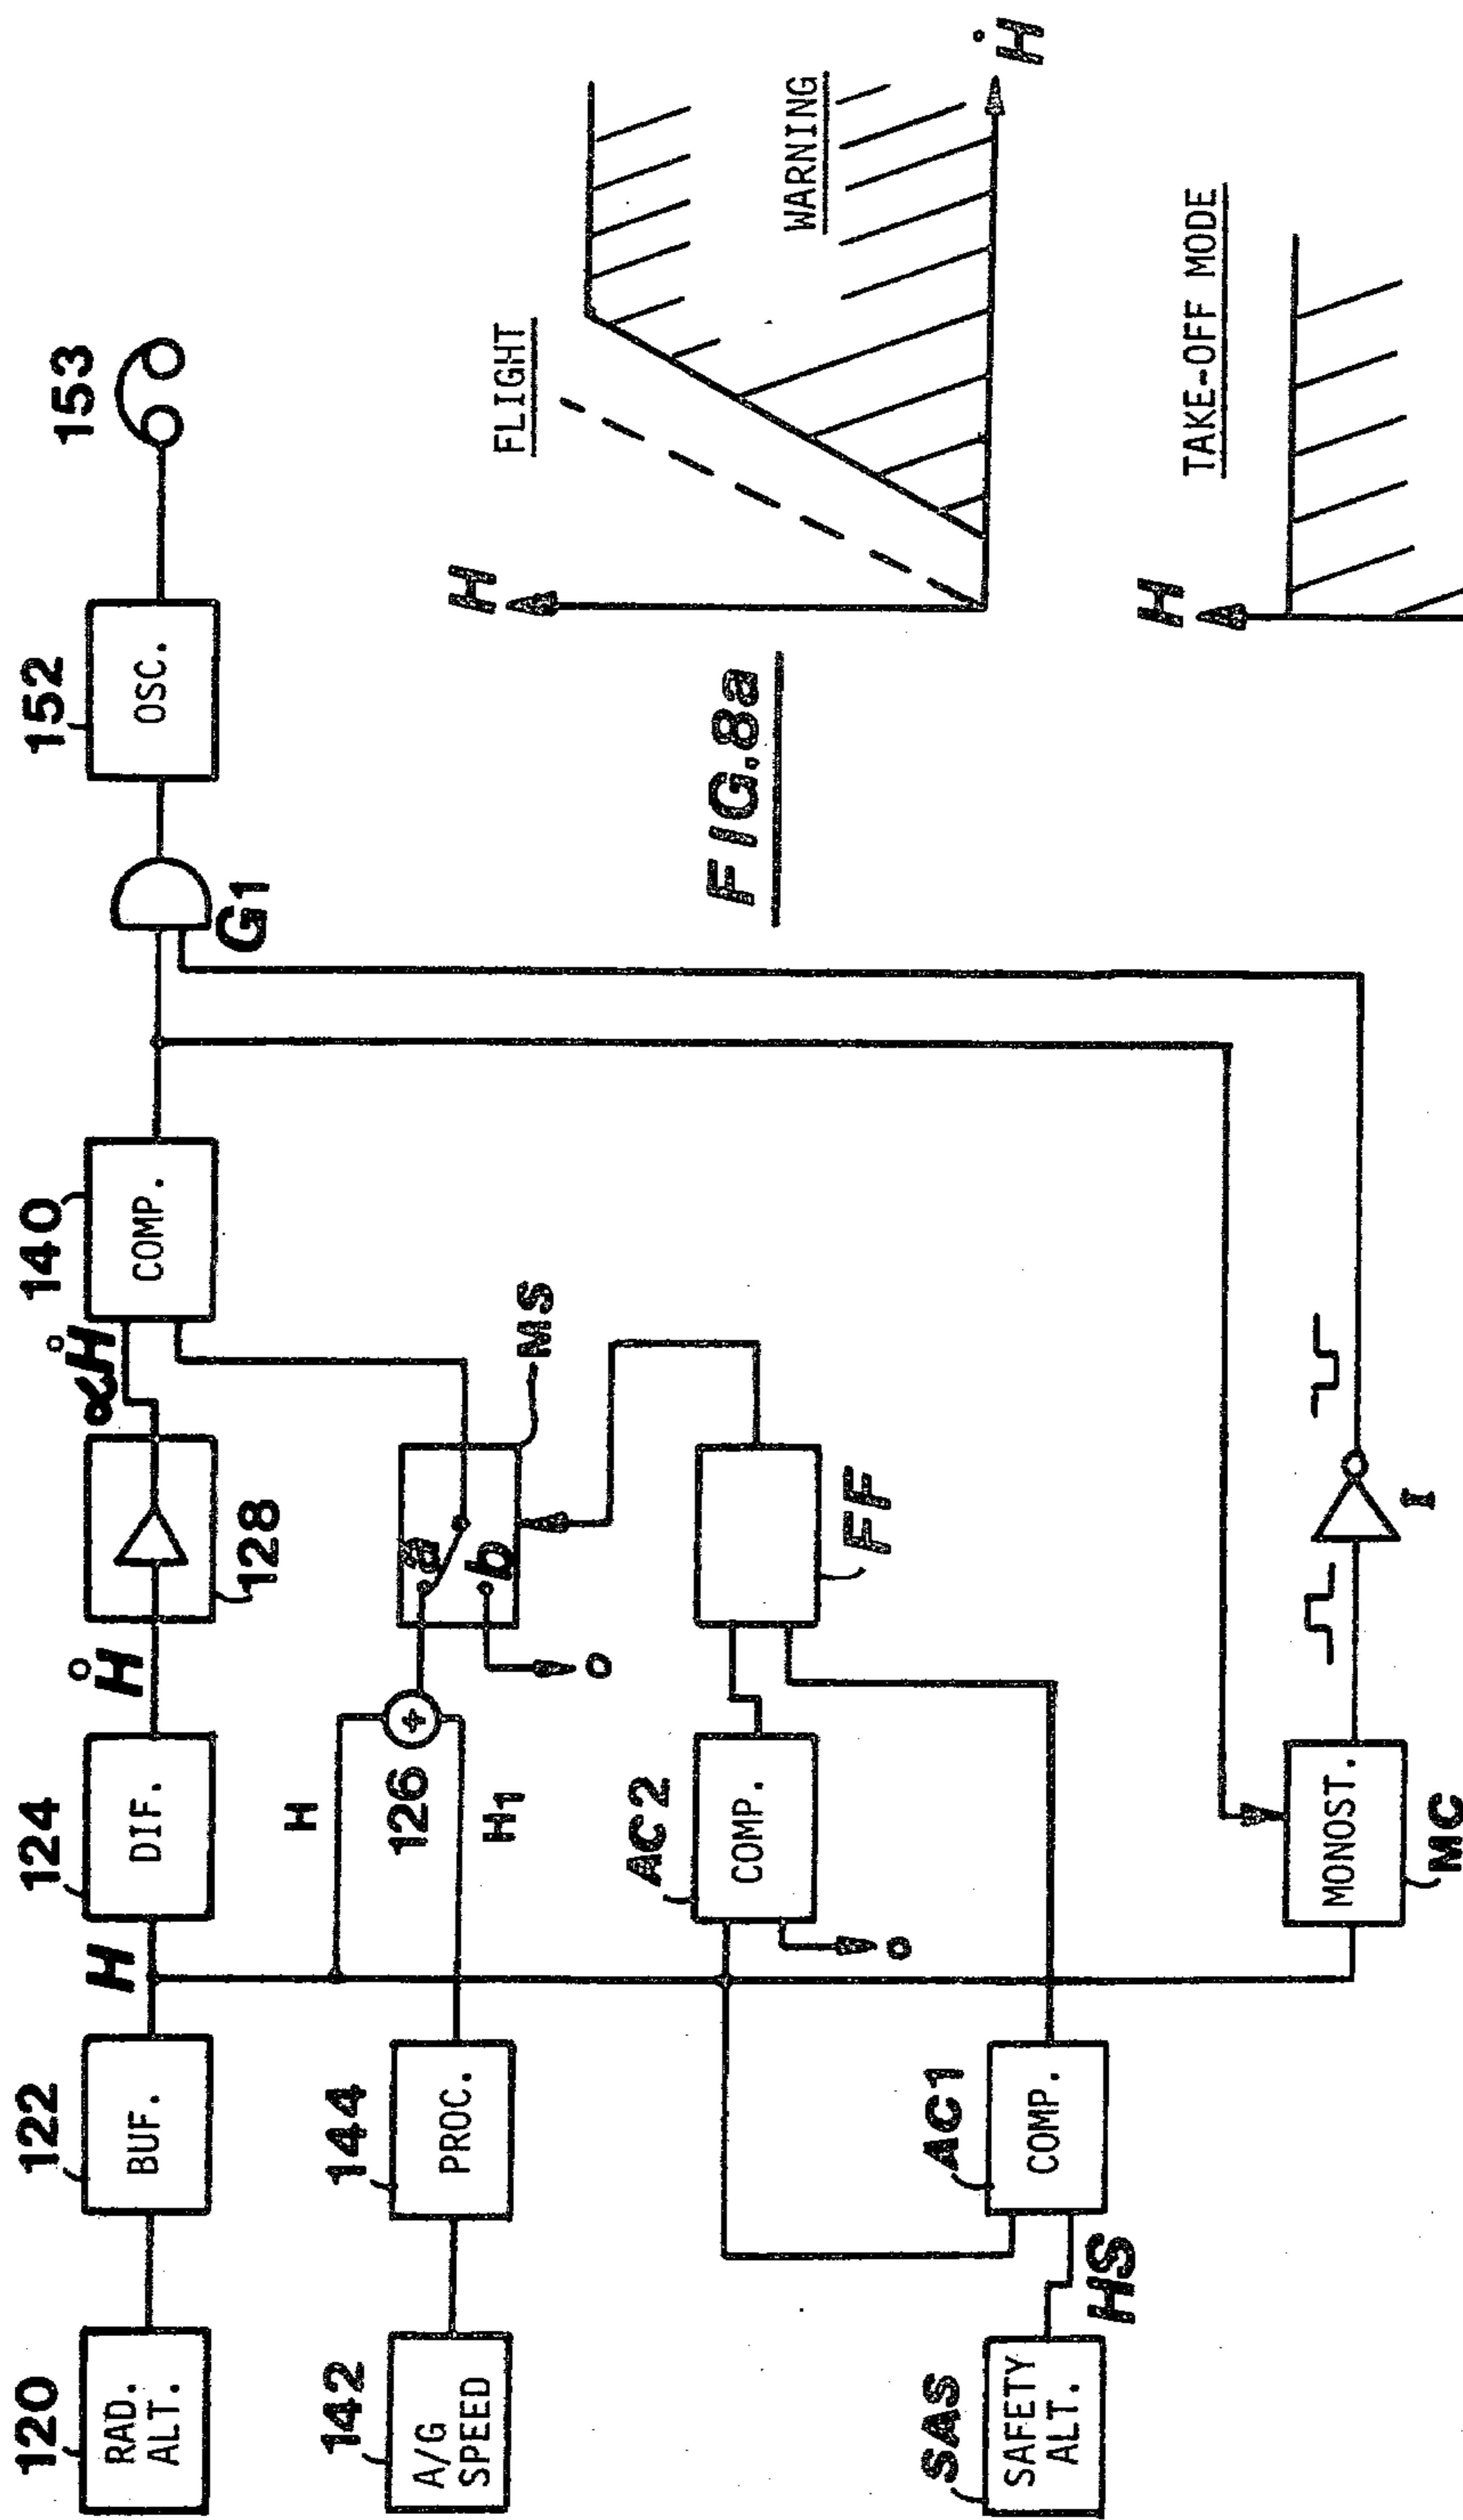 120
RAD.
ALT.
122
BUF.
H
124
DIF.
H̊
128
∝H̊
140
COMP.
G1
152
OSC.
153
142
A/G
SPEED
144
PROC.
H
126
+
H1
a
b
o
MS
AC2
COMP.
o
FF
SAS
SAFETY
ALT.
HS
AC1
COMP.
MONOST.
MC
I
FIG.8a
H
FLIGHT
WARNING
Ḣ
H
TAKE-OFF MODE